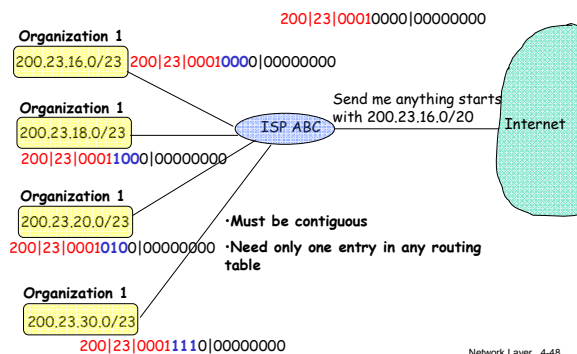 200|23|00010000|00000000
Organization 1
200.23.16.0/23
200|23|00010000|00000000
Organization 1
200.23.18.0/23
200|23|00011000|00000000
Send me anything starts
with 200.23.16.0/20
ISP ABC
Internet
Organization 1
200.23.20.0/23
200|23|00010100|00000000
•Must be contiguous
•Need only one entry in any routing
table
Organization 1
200.23.30.0/23
200|23|00011110|00000000
Network Layer 4-48